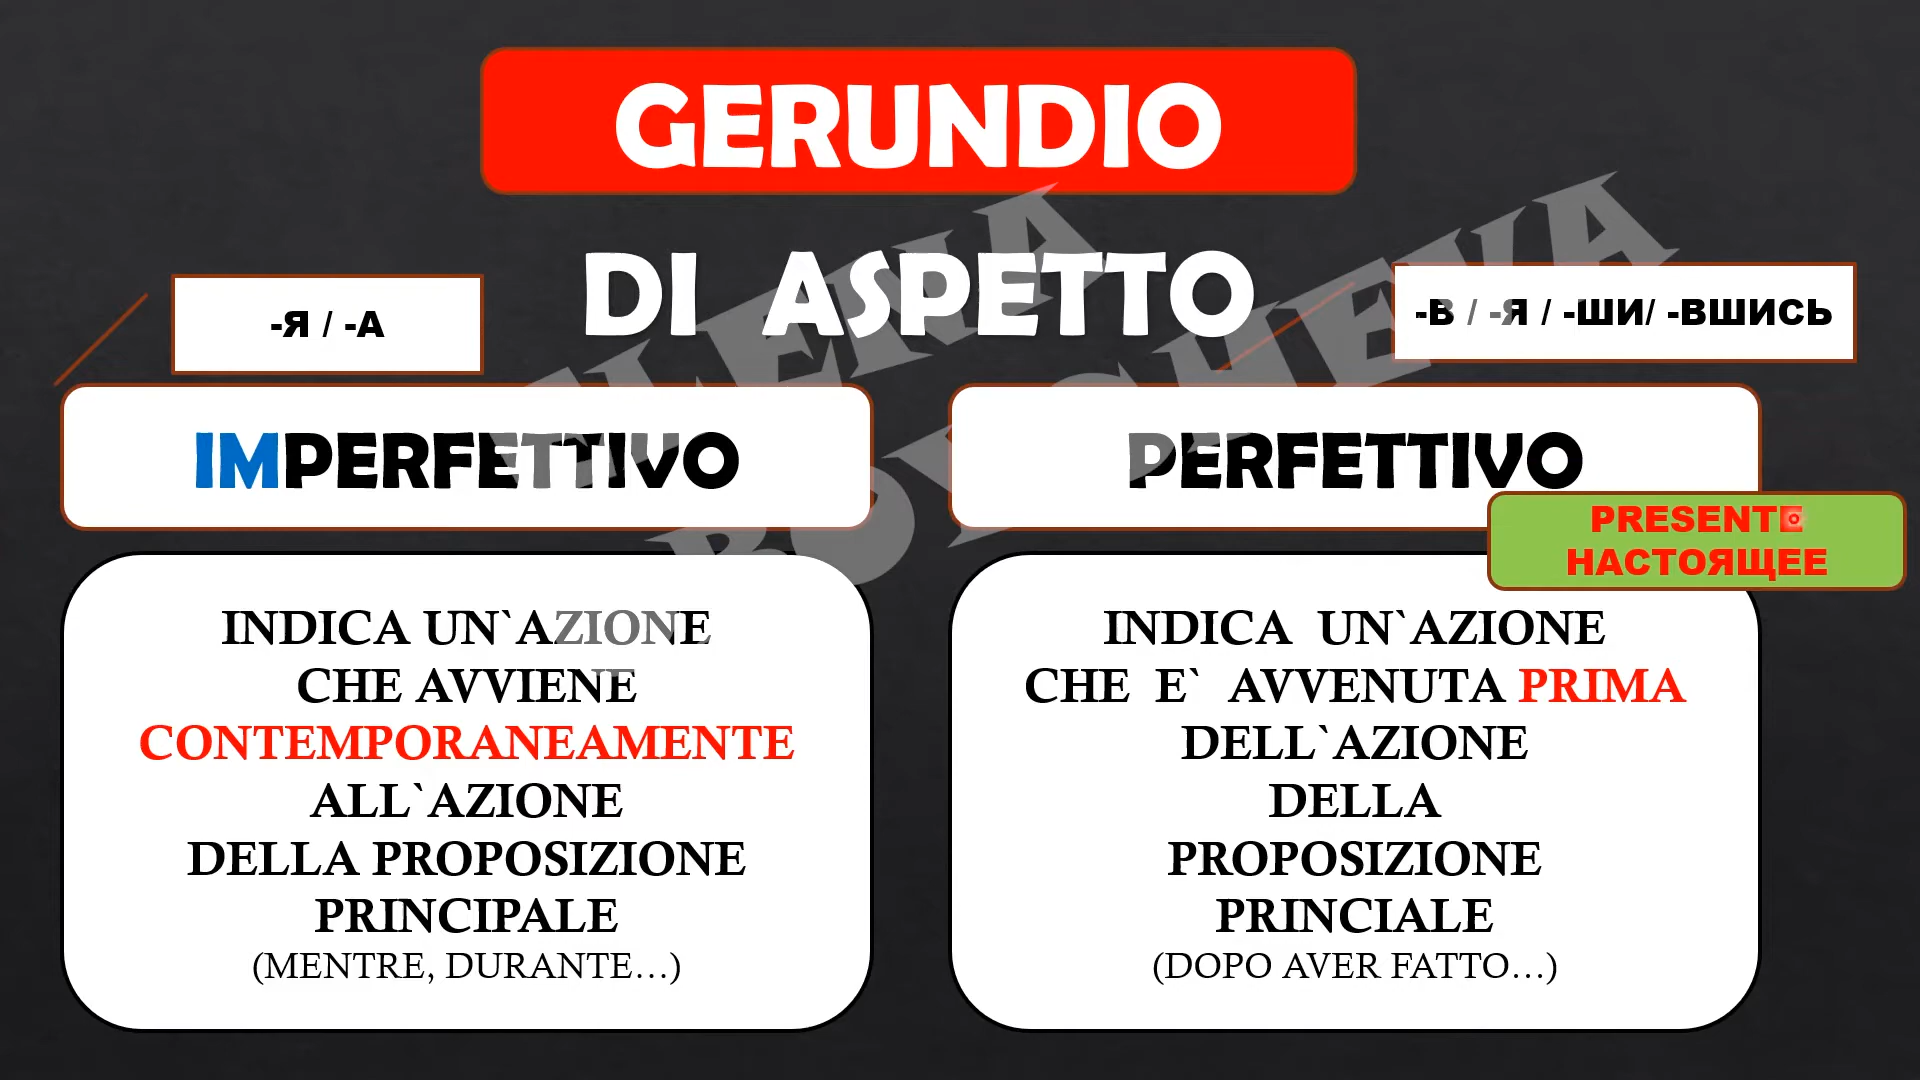 GERUNDIO
DI ASPETTO
-Я / -А
-В / -Я / -ШИ/ -ВШИСЬ
IMPERFETTIVO
PERFETTIVO
PRESENTE
НАСТОЯЩЕЕ
INDICA UN`AZIONE
CHE AVVIENE
CONTEMPORANEAMENTE
ALL`AZIONE
DELLA PROPOSIZIONE
PRINCIPALE
(MENTRE, DURANTE…)
INDICA UN`AZIONE
CHE E` AVVENUTA PRIMA
DELL`AZIONE
DELLA
PROPOSIZIONE
PRINCIALE
(DOPO AVER FATTO…)
ELENA